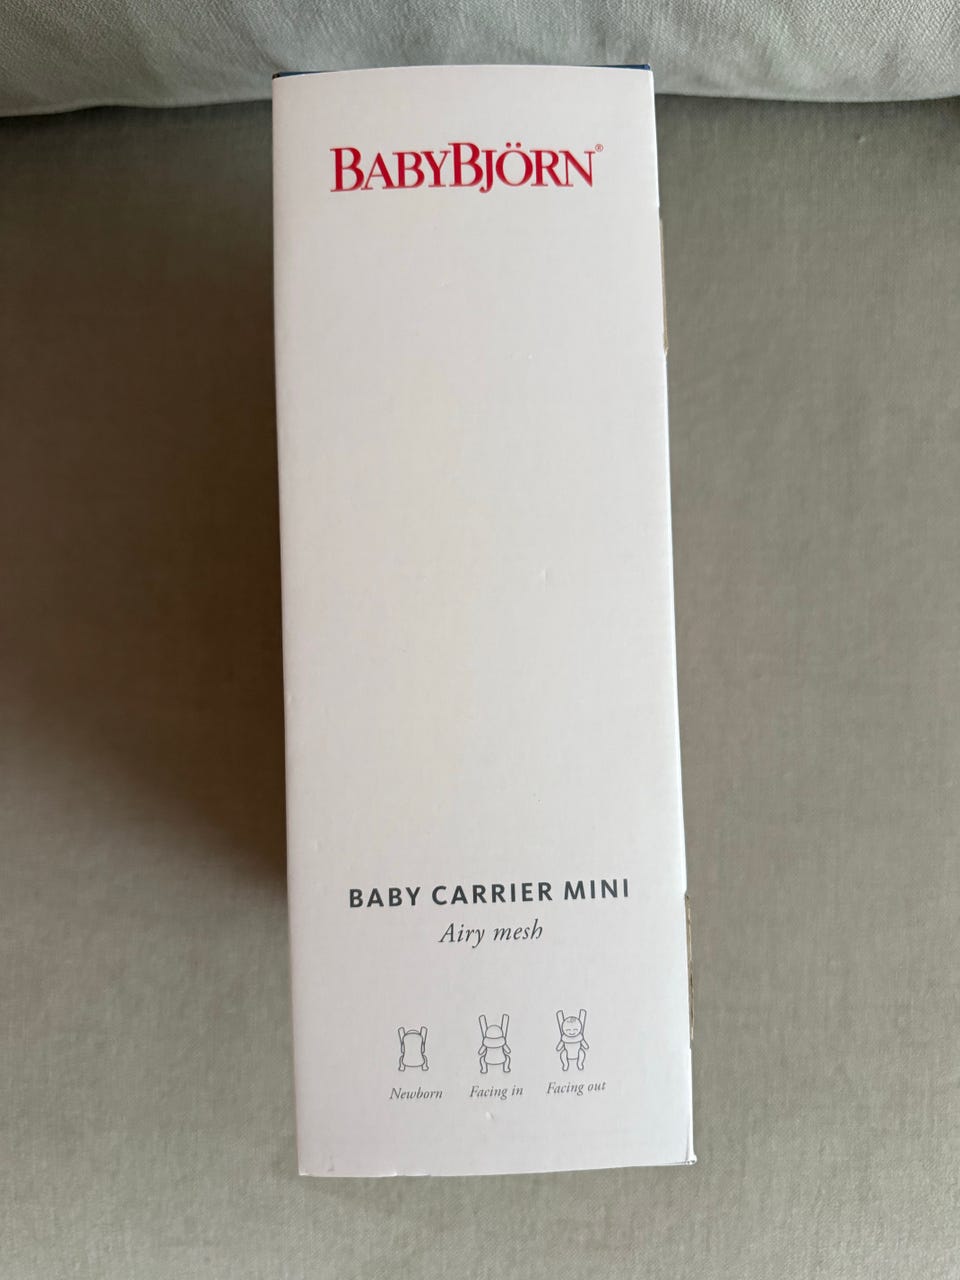 BABYBJÖRN®
BABY CARRIER MINI
Airy mesh
Newborn Facing in Facing out